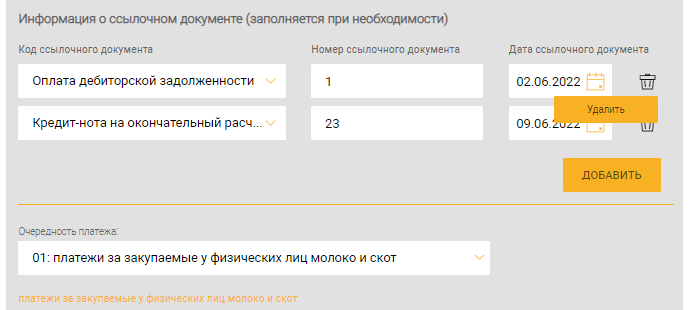 Информация о ссылочном документе (заполняется при необходимости)
Код ссылочного документа Номер ссылочного документа Дата ссылочного документа
Оплата дебиторской задолженности 1 02.06.2022
Удалить
Кредит-нота на окончательный расч... 23 09.06.2022
ДОБАВИТЬ
Очередность платежа:
01: платежи за закупаемые у физических лиц молоко и скот
платежи за закупаемые у физических лиц молоко и скот